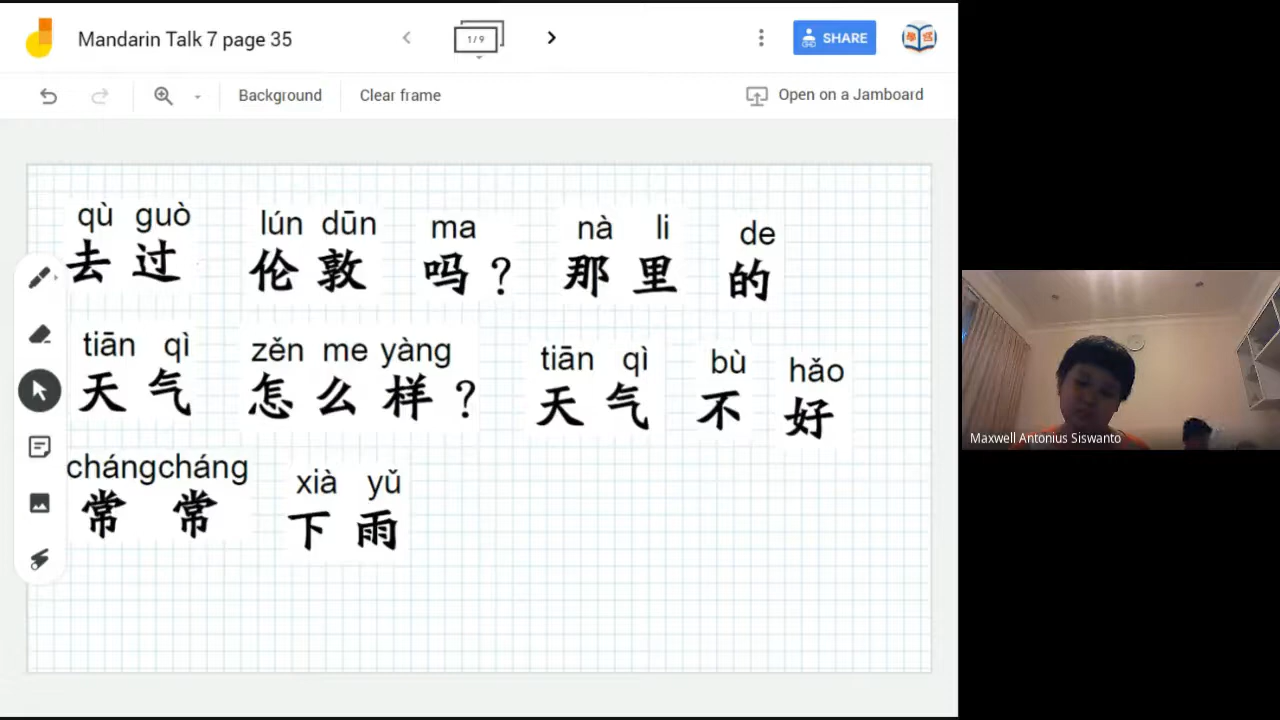 Mandarin Talk 7 page 35
1/9
SHARE
Background
Clear frame
Open on a Jamboard
qù guò lún dūn ma nà li de
去过 伦敦 吗? 那里 的
tiān qì zěn me yàng tiān qì bù hǎo
天气 怎么样? 天气 不 好
chángcháng xià yǔ
常常 下雨
Maxwell Antonius Siswanto